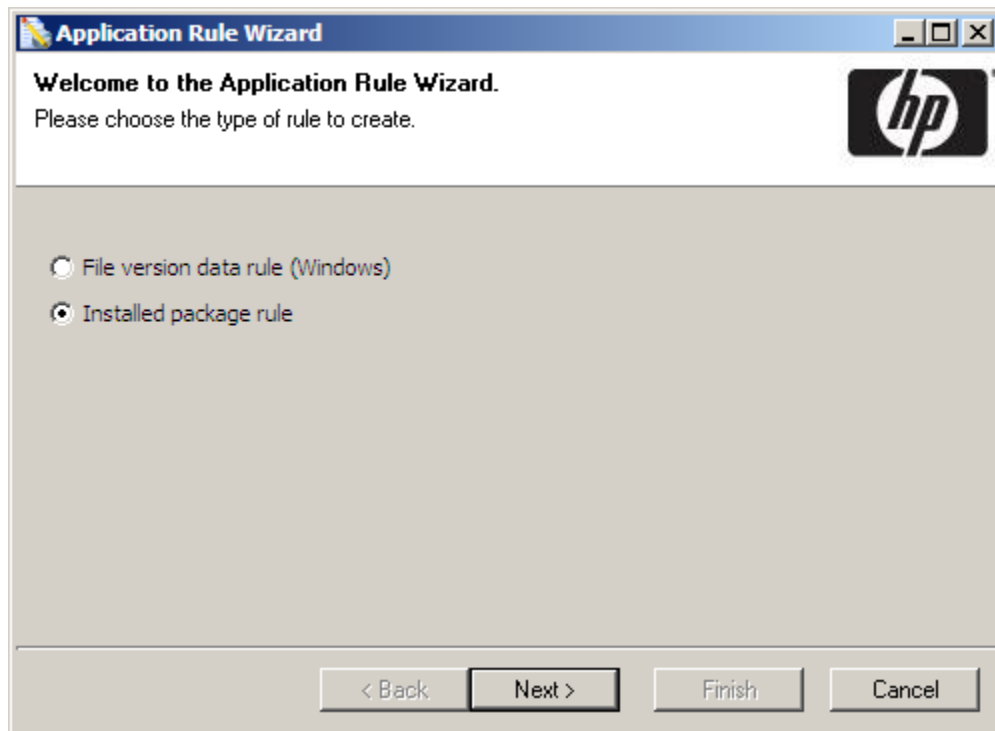 Application Rule Wizard
Welcome to the Application Rule Wizard.
Please choose the type of rule to create.
hp
File version data rule (Windows)
Installed package rule
< Back
Next >
Finish
Cancel